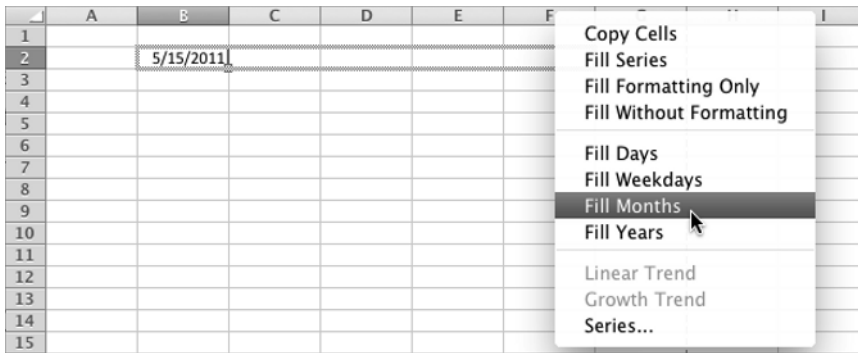 A B C D E F I
1
2 5/15/2011
3
4
5
6
7
8
9
10
11
12
13
14
15
Copy Cells
Fill Series
Fill Formatting Only
Fill Without Formatting
Fill Days
Fill Weekdays
Fill Months
Fill Years
Linear Trend
Growth Trend
Series...